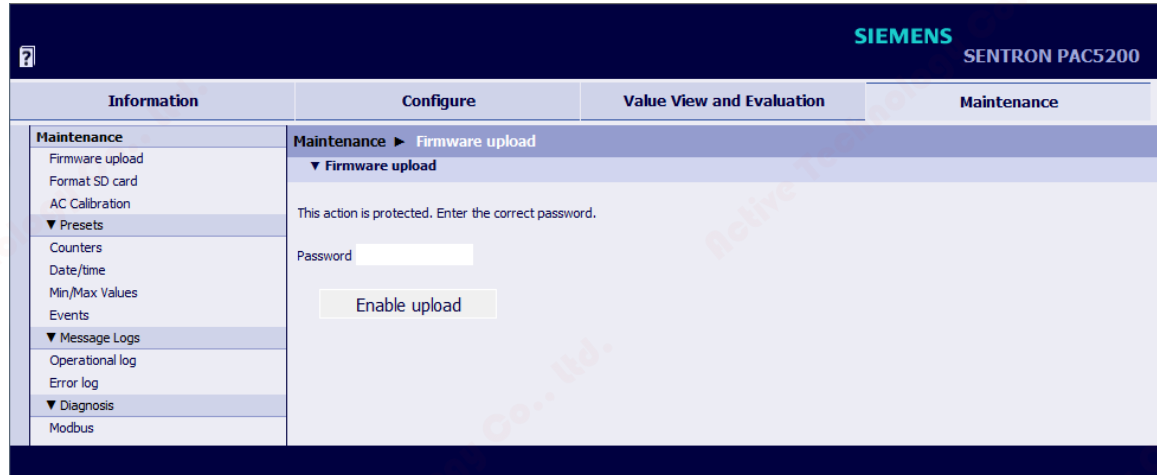 SIEMENS
SENTRON PAC5200
Information
Configure
Value View and Evaluation
Maintenance
Maintenance
Firmware upload
Format SD card
AC Calibration
▼ Presets
Counters
Date/time
Min/Max Values
Events
▼ Message Logs
Operational log
Error log
▼ Diagnosis
Modbus
Maintenance ► Firmware upload
▼ Firmware upload
This action is protected. Enter the correct password.
Password
Enable upload